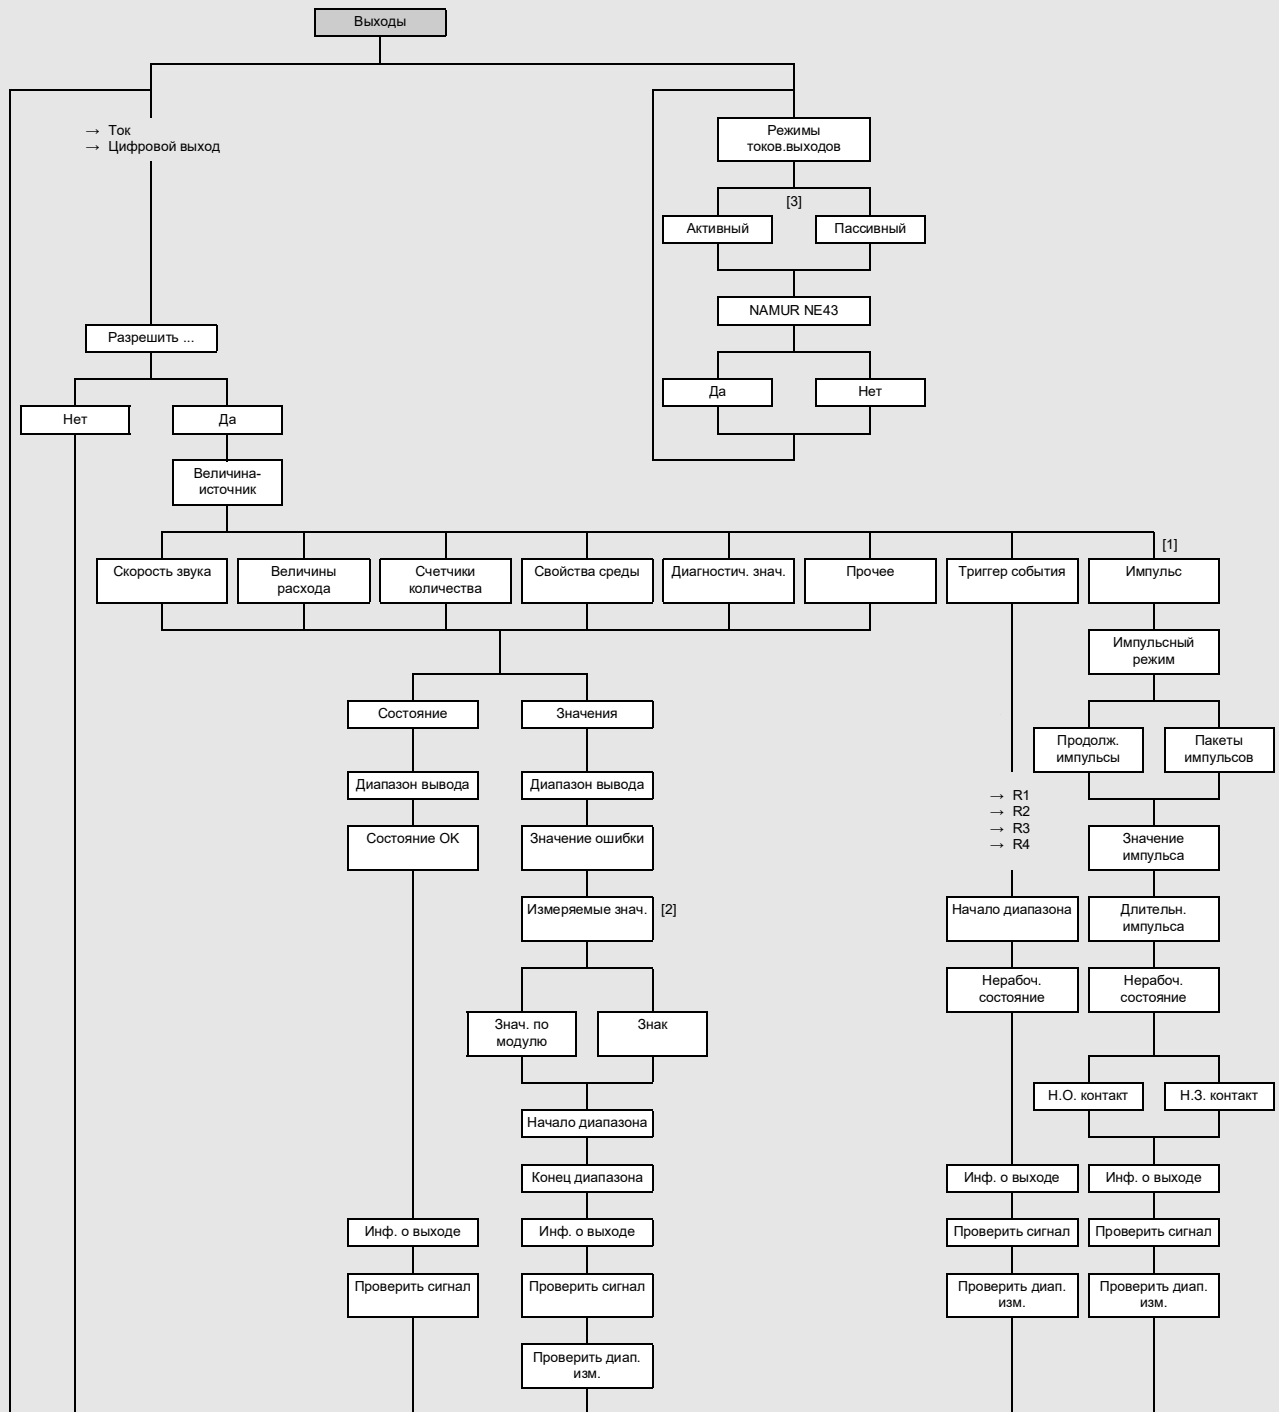 Выходы
→ Ток
→ Цифровой выход
Режимы
токов.выходов
[3]
Активный
Пассивный
NAMUR NE43
Разрешить ...
Да
Нет
Нет
Да
Величина-
источник
[1]
Скорость звука
Величины
расхода
Счетчики
количества
Свойства среды
Диагностич. знач.
Прочее
Триггер события
Импульс
Импульсный
режим
Состояние
Значения
Продолж.
импульсы
Пакеты
импульсов
Диапазон вывода
Диапазон вывода
→ R1
→ R2
→ R3
→ R4
Состояние OK
Значение ошибки
Значение
импульса
Измеряемые знач.
[2]
Начало диапазона
Длительн.
импульса
Нерабоч.
состояние
Нерабоч.
состояние
Знач. по
модулю
Знак
Н.О. контакт
Н.З. контакт
Начало диапазона
Конец диапазона
Инф. о выходе
Инф. о выходе
Инф. о выходе
Инф. о выходе
Проверить сигнал
Проверить сигнал
Проверить сигнал
Проверить сигнал
Проверить диап.
изм.
Проверить диап.
изм.
Проверить диап.
изм.